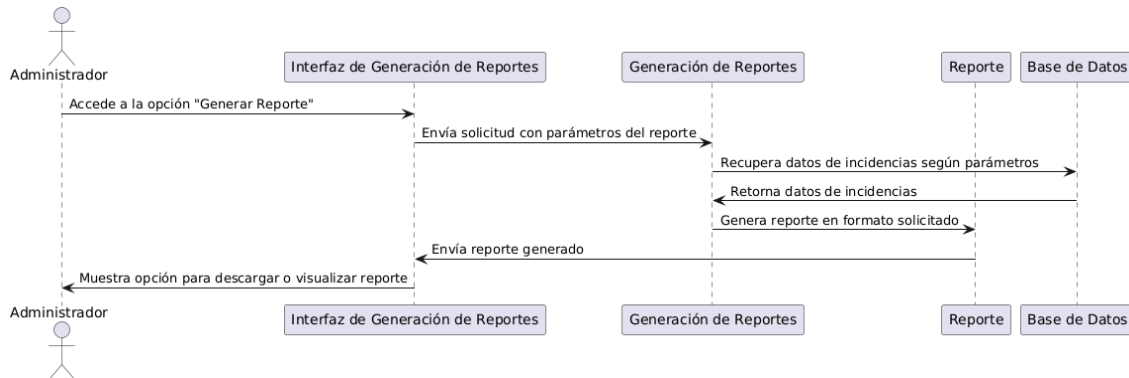 Administrador
Interfaz de Generación de Reportes
Generación de Reportes
Reporte
Base de Datos
Accede a la opción "Generar Reporte"
Envía solicitud con parámetros del reporte
Recupera datos de incidencias según parámetros
Retorna datos de incidencias
Genera reporte en formato solicitado
Envía reporte generado
Muestra opción para descargar o visualizar reporte
Administrador
Interfaz de Generación de Reportes
Generación de Reportes
Reporte
Base de Datos